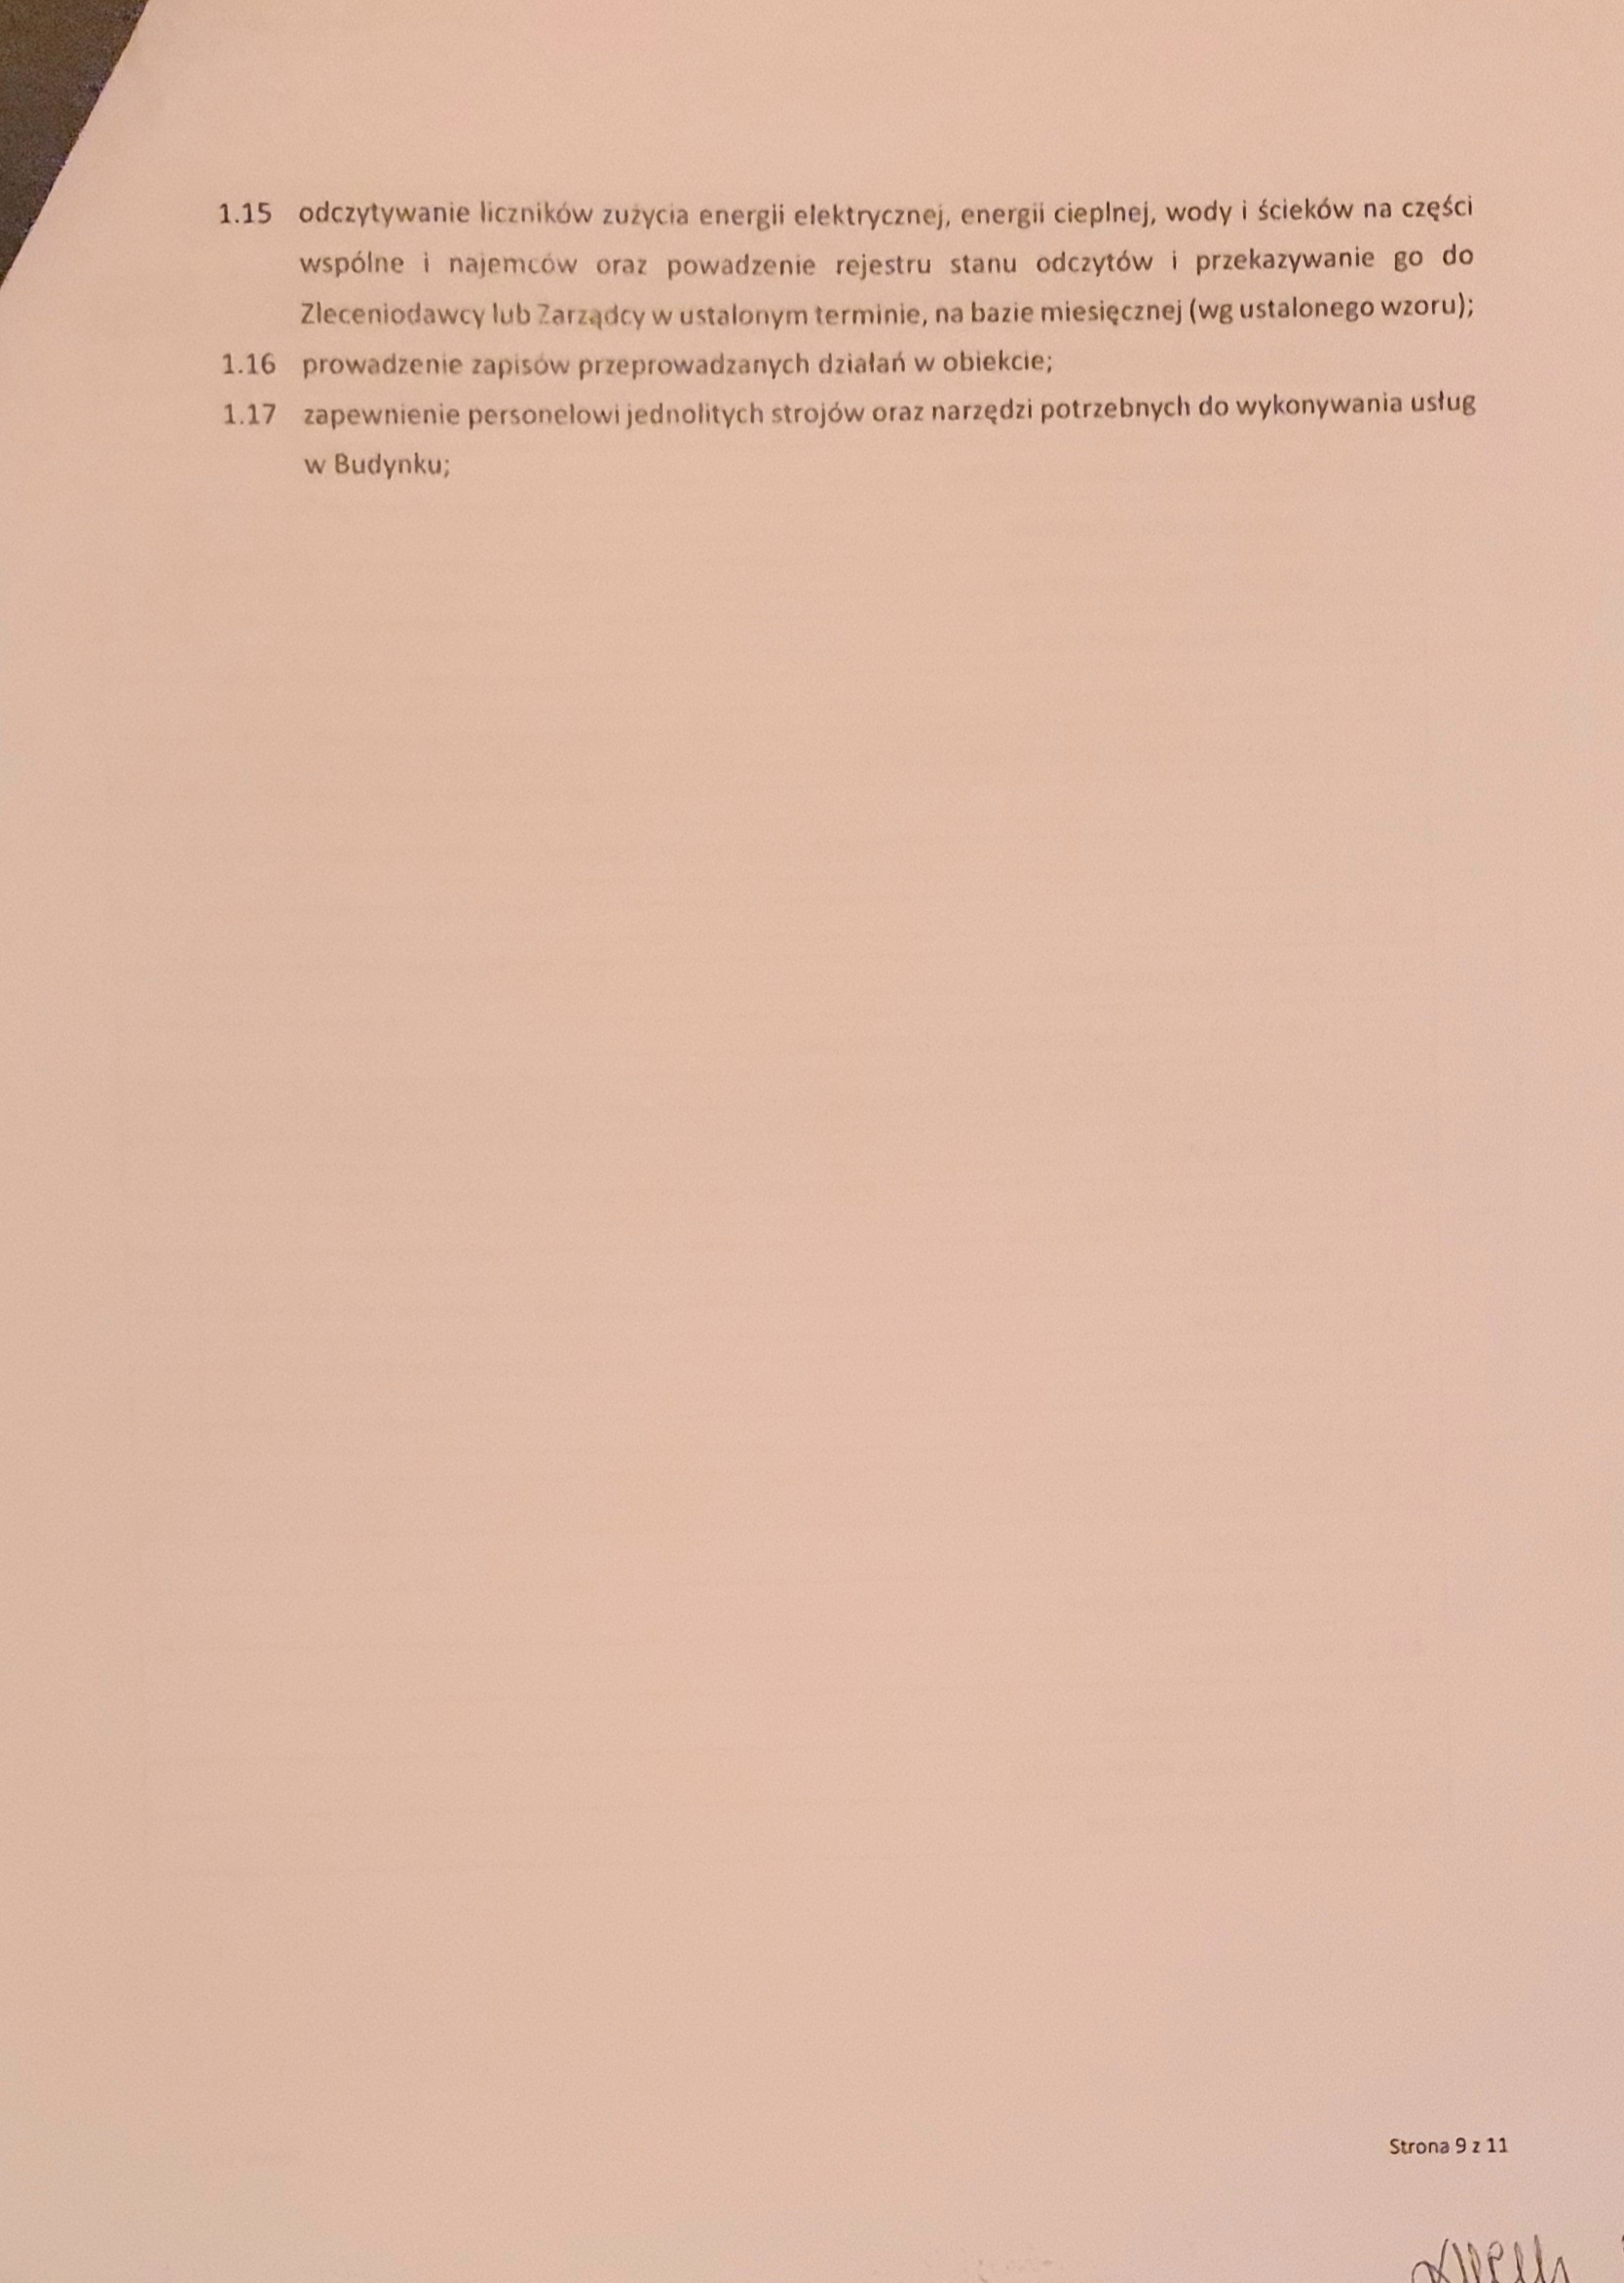 1.15 odczytywanie liczników zużycia energii elektrycznej, energii cieplnej, wody i ścieków na części
wspólne i najemców oraz powadzenie rejestru stanu odczytów i przekazywanie go do
Zleceniodawcy lub Zarządcy w ustalonym terminie, na bazie miesięcznej (wg ustalonego wzoru);
1.16 prowadzenie zapisów przeprowadzanych działań w obiekcie;
1.17 zapewnienie personelowi jednolitych strojów oraz narzędzi potrzebnych do wykonywania usług
w Budynku;
Strona 9 z 11